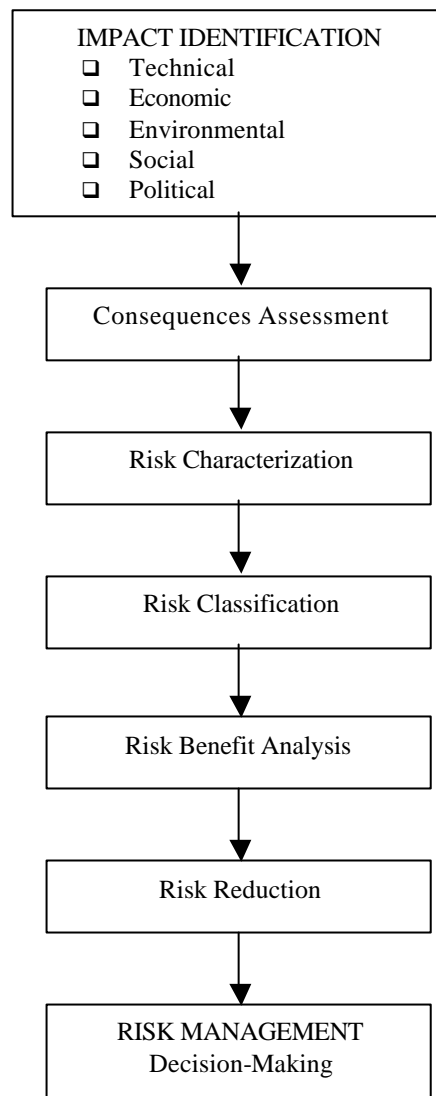 IMPACT IDENTIFICATION
❑ Technical
❑ Economic
❑ Environmental
❑ Social
❑ Political
Consequences Assessment
Risk Characterization
Risk Classification
Risk Benefit Analysis
Risk Reduction
RISK MANAGEMENT
Decision-Making